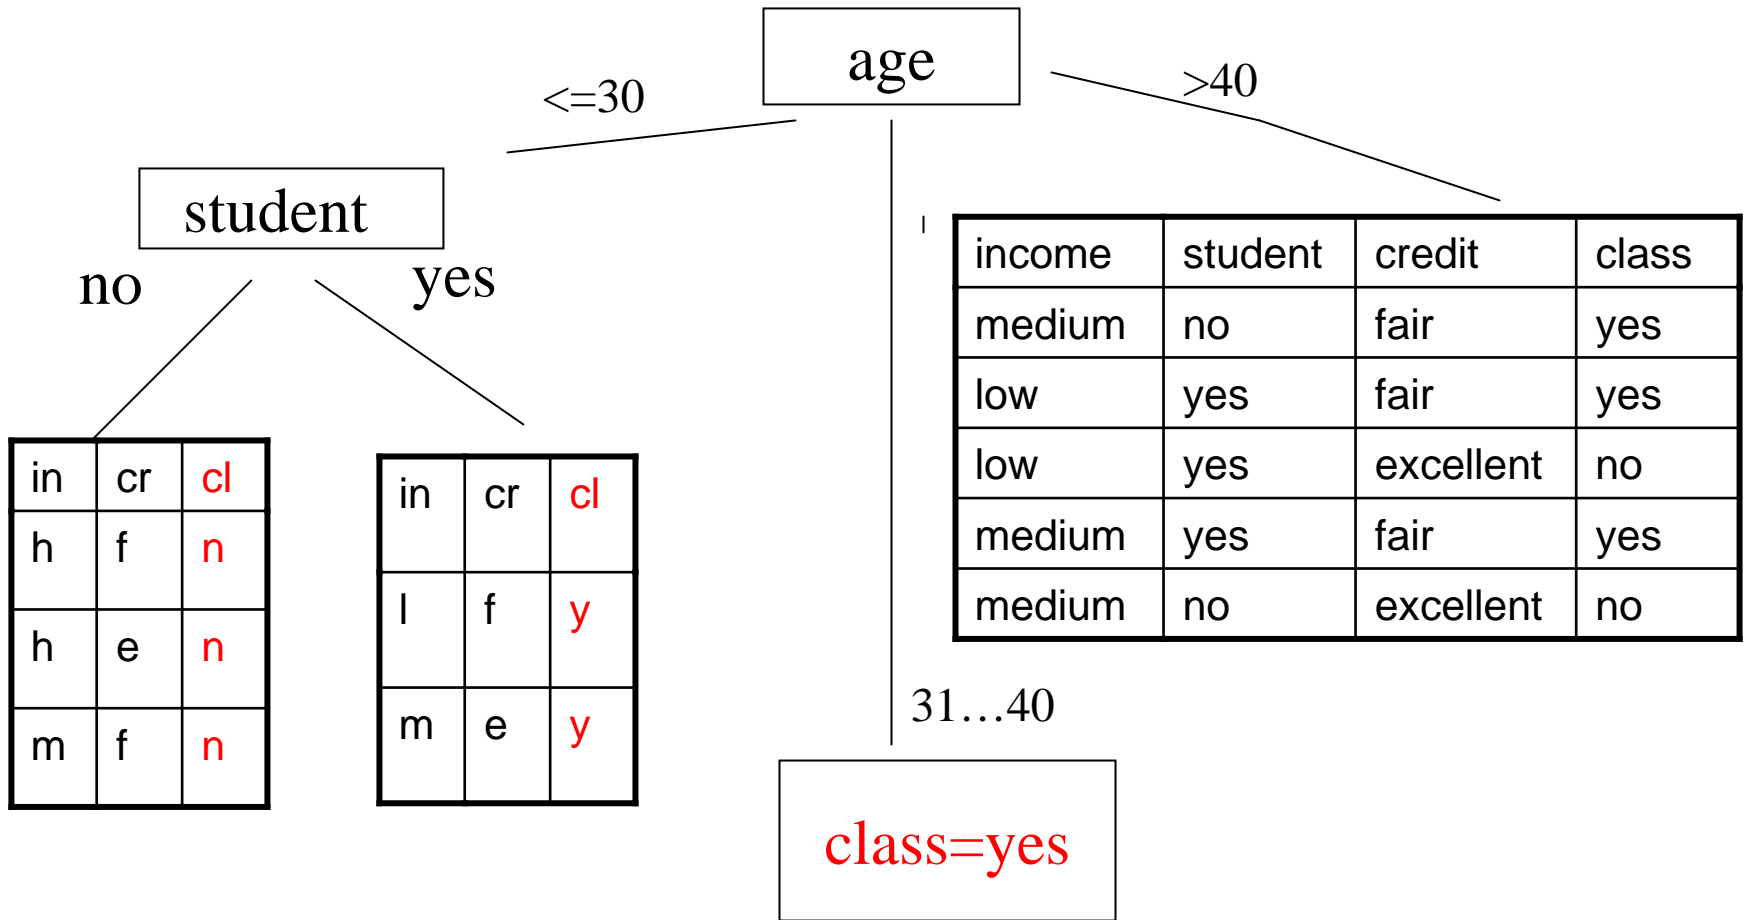 age
<=30
>40
student
no
yes
income student credit class
medium no fair yes
low yes fair yes
low yes excellent no
medium yes fair yes
medium no excellent no
in cr cl
h f n
h e n
m f n
in cr cl
l f y
m e y
31…40
class=yes